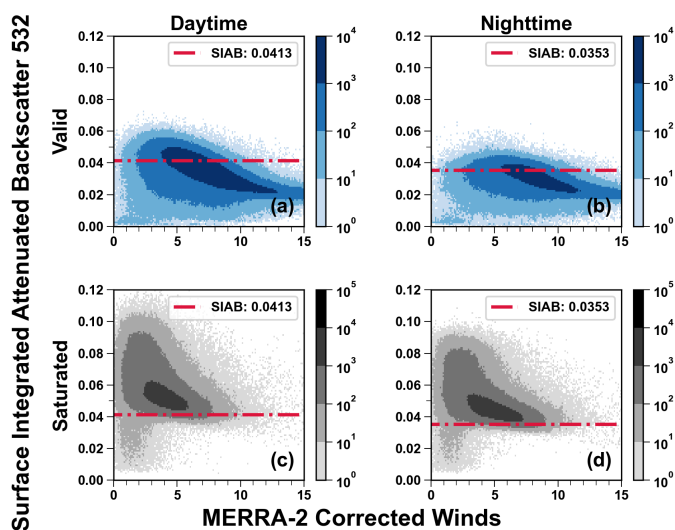 Daytime
Nighttime
Surface Integrated Attenuated Backscatter 532
Valid
0.12
0.10
0.08
0.06
0.04
0.02
0.00
SIAB: 0.0413
(a)
0 5 10 15
10^4
10^3
10^2
10^1
10^0
0.12
0.10
0.08
0.06
0.04
0.02
0.00
SIAB: 0.0353
(b)
0 5 10 15
10^4
10^3
10^2
10^1
10^0
Saturated
0.12
0.10
0.08
0.06
0.04
0.02
0.00
SIAB: 0.0413
(c)
0 5 10 15
10^5
10^4
10^3
10^2
10^1
10^0
0.12
0.10
0.08
0.06
0.04
0.02
0.00
SIAB: 0.0353
(d)
0 5 10 15
10^5
10^4
10^3
10^2
10^1
10^0
MERRA-2 Corrected Winds